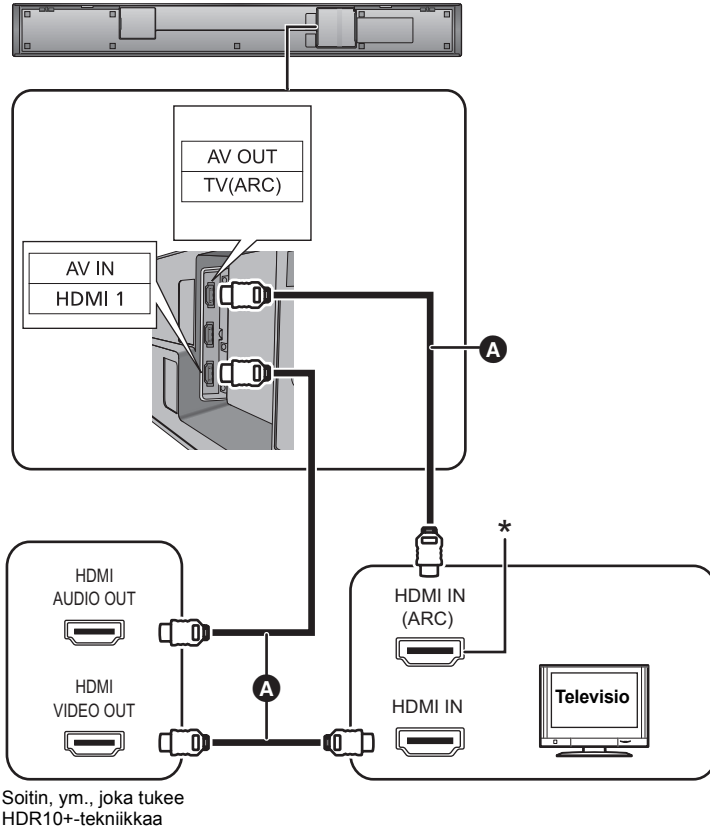 AV OUT
TV(ARC)
AV IN
HDMI 1
A
*
HDMI
AUDIO OUT
HDMI IN
(ARC)
A
HDMI
VIDEO OUT
HDMI IN
Televisio
Soitin, ym., joka tukee
HDR10+-tekniikkaa